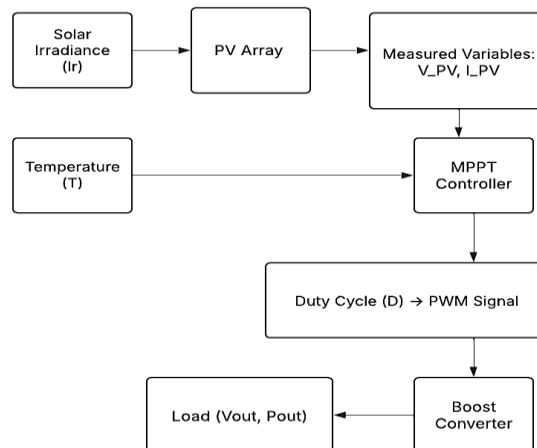 Solar
Irradiance
(Ir)
PV Array
Measured Variables:
V_PV, I_PV
Temperature
(T)
MPPT
Controller
Duty Cycle (D) → PWM Signal
Load (Vout, Pout)
Boost
Converter